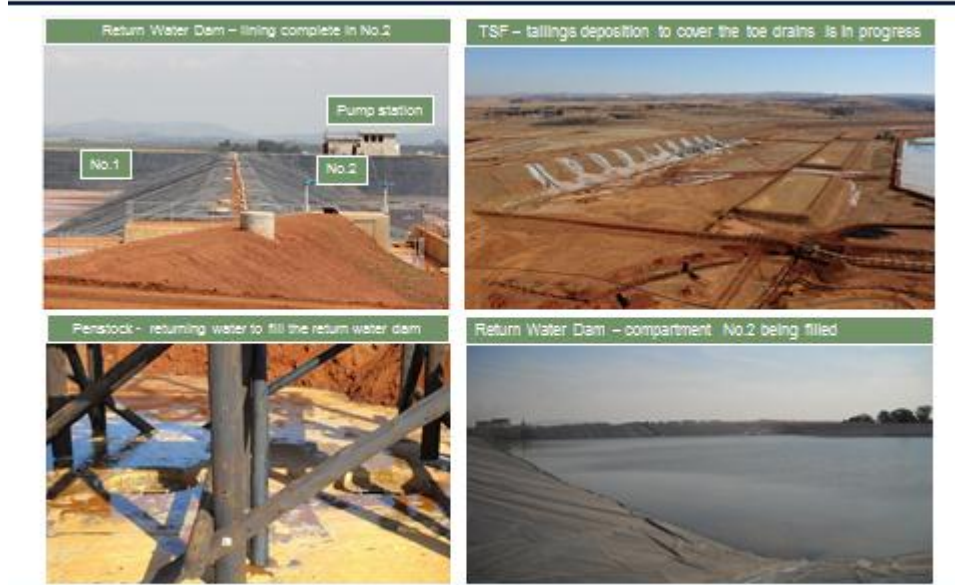 Return Water Dam – lining complete in No.2
TSF – tailings deposition to cover the toe drains is in progress
Pump station
No.1
No.2
Penstock - returning water to fill the return water dam
Return Water Dam – compartment No.2 being filled